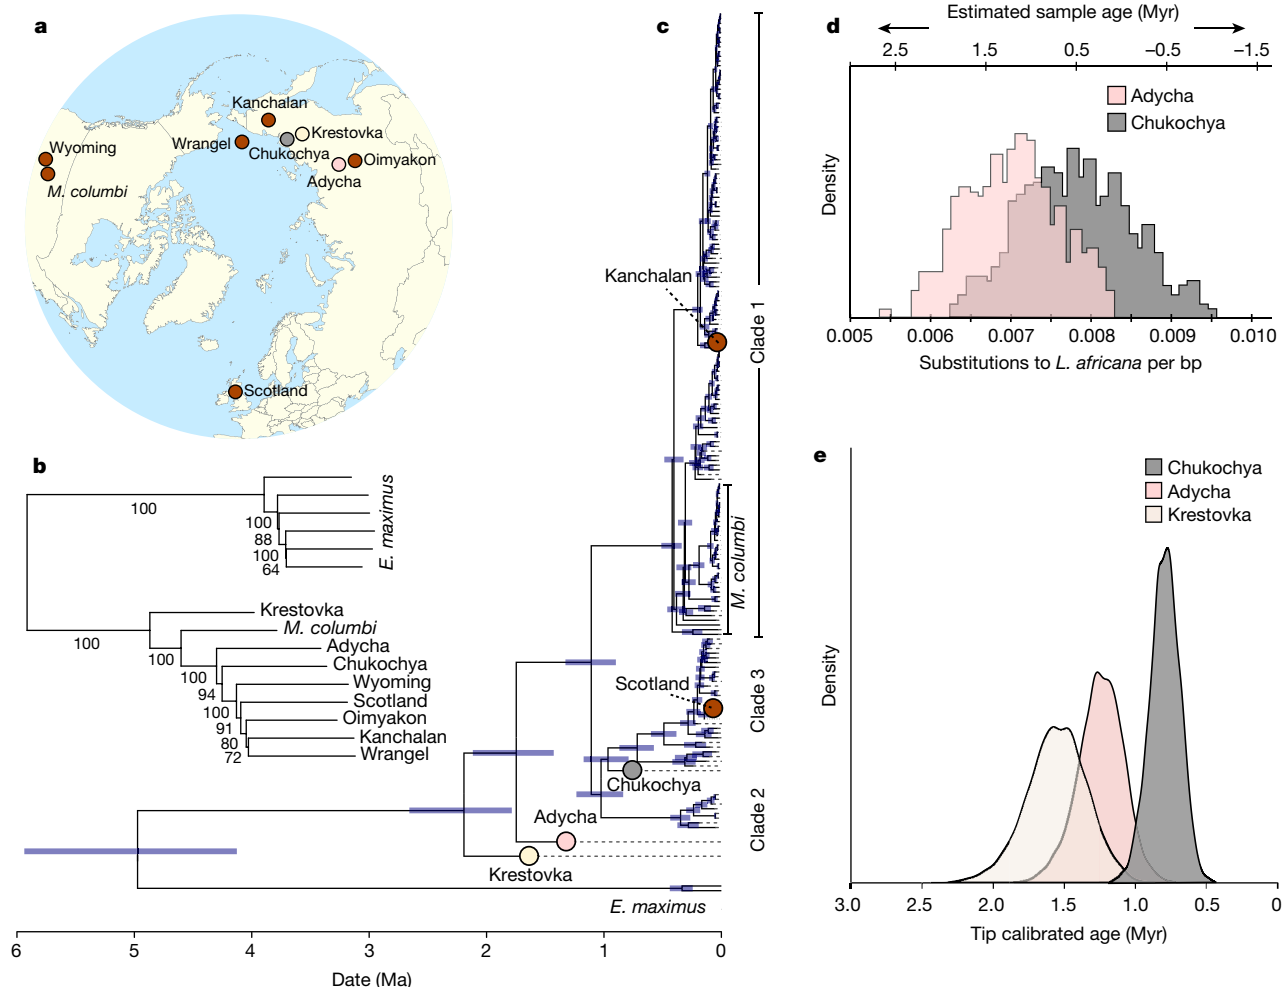 a
Kanchalan
Krestovka
Wrangel
Chukochya
Oimyakon
Adycha
Wyoming
M. columbi
Scotland
b
100
100
88
100
64
E. maximus
100
Krestovka
M. columbi
100
Adycha
100
Chukochya
94
Wyoming
100
Scotland
91
Oimyakon
80
Kanchalan
72
Wrangel
c
Kanchalan
Clade 1
M. columbi
Scotland
Clade 3
Chukochya
Clade 2
Adycha
Krestovka
E. maximus
6
5
4
3
2
1
0
Date (Ma)
d
Estimated sample age (Myr)
2.5
1.5
0.5
–0.5
–1.5
Adycha
Chukochya
Density
0.005
0.006
0.007
0.008
0.009
0.010
Substitutions to L. africana per bp
e
Chukochya
Adycha
Krestovka
Density
3.0
2.5
2.0
1.5
1.0
0.5
0
Tip calibrated age (Myr)